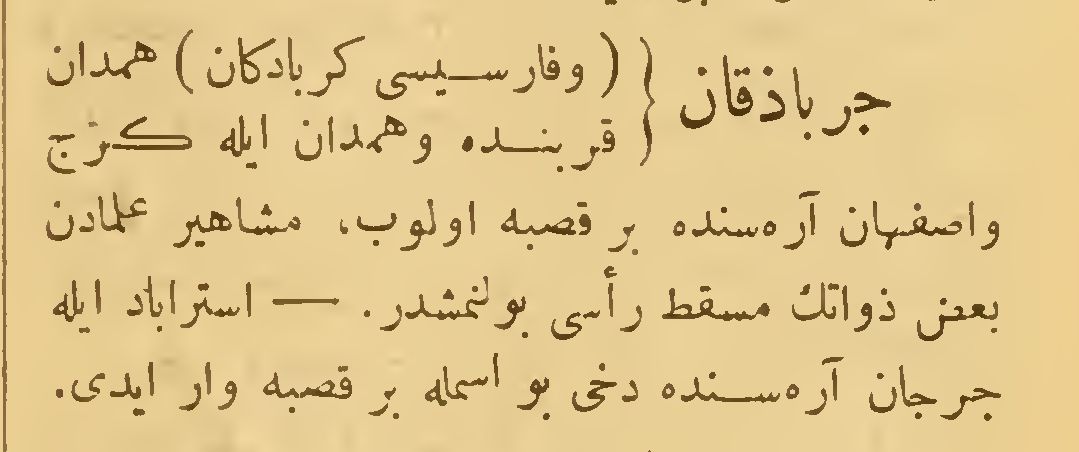 جرباذقان { (وفارسیسی کربادکان) همدان
قربنده وهمدان ایله کرج
واصفهان آره‌سنده بر قصبه اولوب، مشاهیر علمادن
بعض ذواتك مسقط رأسی بولنمشدر. — استراباد ایله
جرجان آره‌سنده دخی بو اسمله بر قصبه وار ایدی.